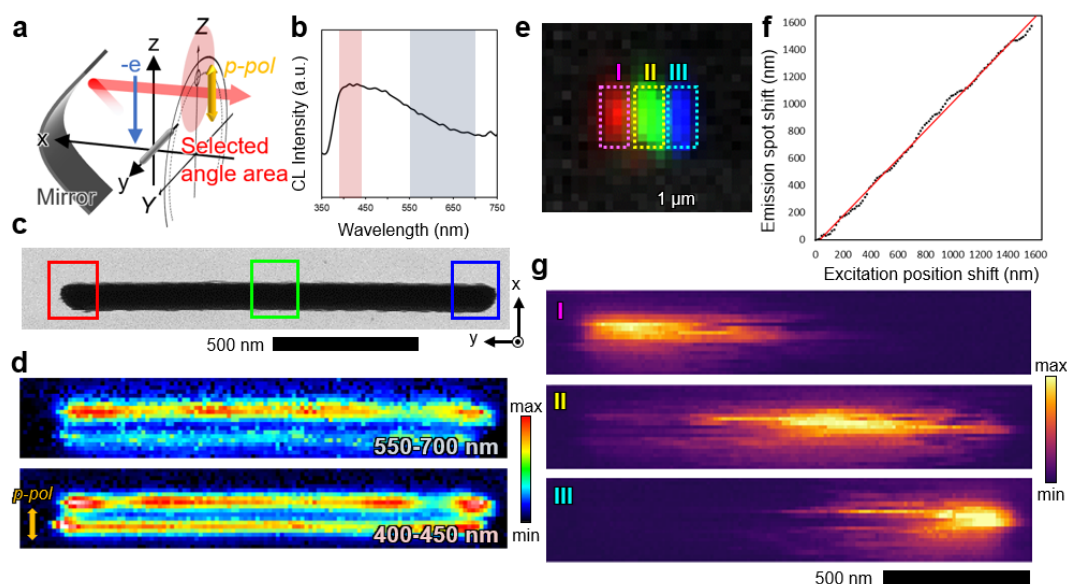 a
z
Z
-e
p-pol
x
y
Y
Mirror
Selected
angle area
b
CL Intensity (a.u.)
350 450 550 650 750
Wavelength (nm)
c
500 nm
x
y
d
550-700 nm
p-pol
400-450 nm
max
min
e
I II III
1 µm
f
Emission spot shift (nm)
1600
1400
1200
1000
800
600
400
200
0
0 200 400 600 800 1000 1200 1400 1600
Excitation position shift (nm)
g
I
II
III
max
min
500 nm